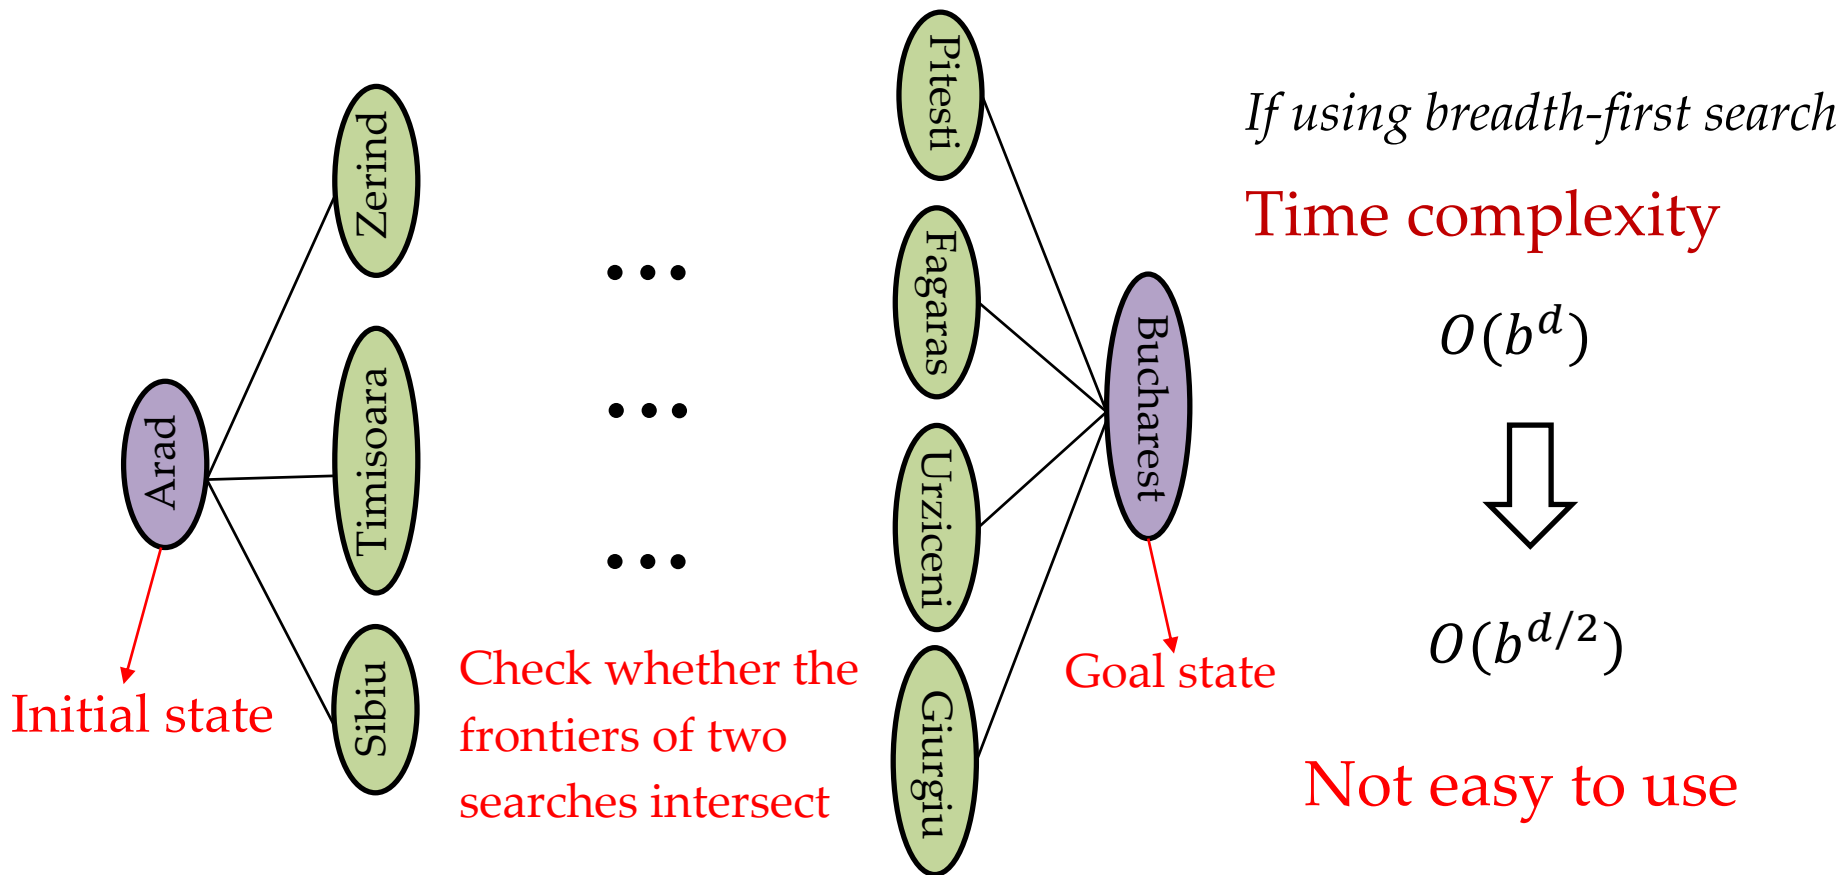 Arad
Initial state
Zerind
Timisoara
Sibiu
...
...
...
Check whether the
frontiers of two
searches intersect
Pitesti
Fagaras
Urziceni
Giurgiu
Bucharest
Goal state
If using breadth-first search
Time complexity
O(b^d)
O(b^{d/2})
Not easy to use